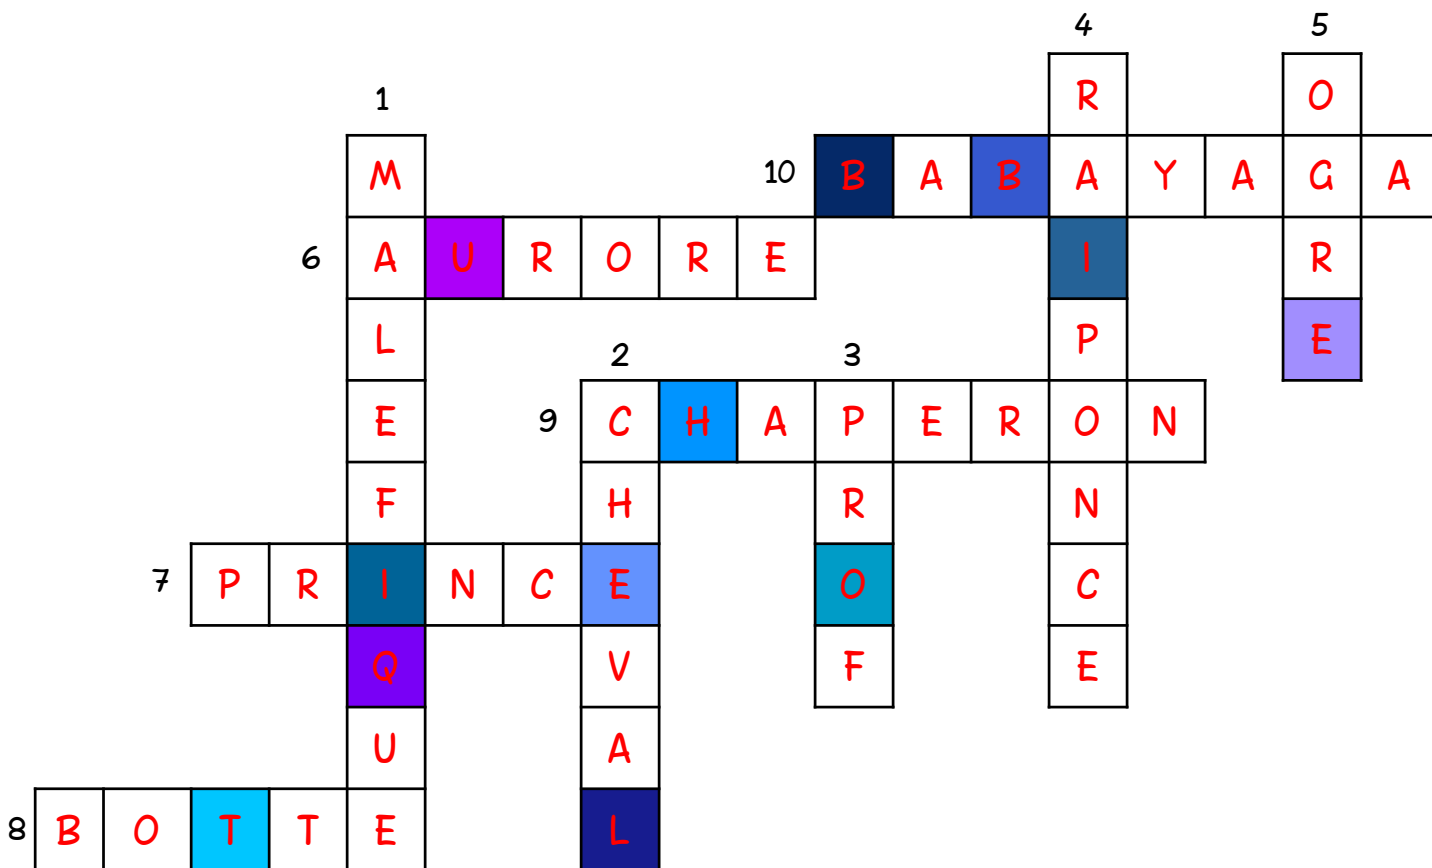 4 5
1 R O
M 10 B A B A Y A G A
6 A U R O R E I R
L 2 3 P E
E 9 C H A P E R O N
F H R N
7 P R I N C E O C
Q V F E
U A
8 B O T T E L